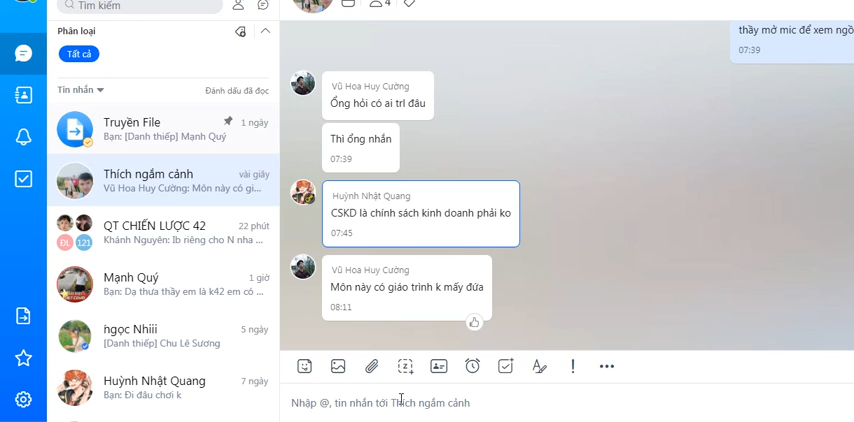 Tìm kiếm
Phân loại
Tất cả
Tin nhắn
Đánh dấu đã đọc
Truyền File
1 ngày
Bạn: [Danh thiếp] Mạnh Quý
Thích ngắm cảnh
vài giây
Vũ Hoa Huy Cường: Môn này có gi...
QT CHIẾN LƯỢC 42
22 phút
Khánh Nguyên: Ib riêng cho N nha ...
ĐL
121
Mạnh Quý
1 giờ
Bạn: Dạ thưa thầy em là k42 em có ...
ngọc Nhiii
5 ngày
[Danh thiếp] Chu Lê Sương
Huỳnh Nhật Quang
7 ngày
Bạn: Đi đâu chơi k
4
thầy mở mic để xem ngồ
07:39
Vũ Hoa Huy Cường
Ổng hỏi có ai trl đâu
Thì ổng nhắn
07:39
Huỳnh Nhật Quang
CSKD là chính sách kinh doanh phải ko
07:45
Vũ Hoa Huy Cường
Môn này có giáo trình k mấy đứa
08:11
Nhập @, tin nhắn tới Thích ngắm cảnh